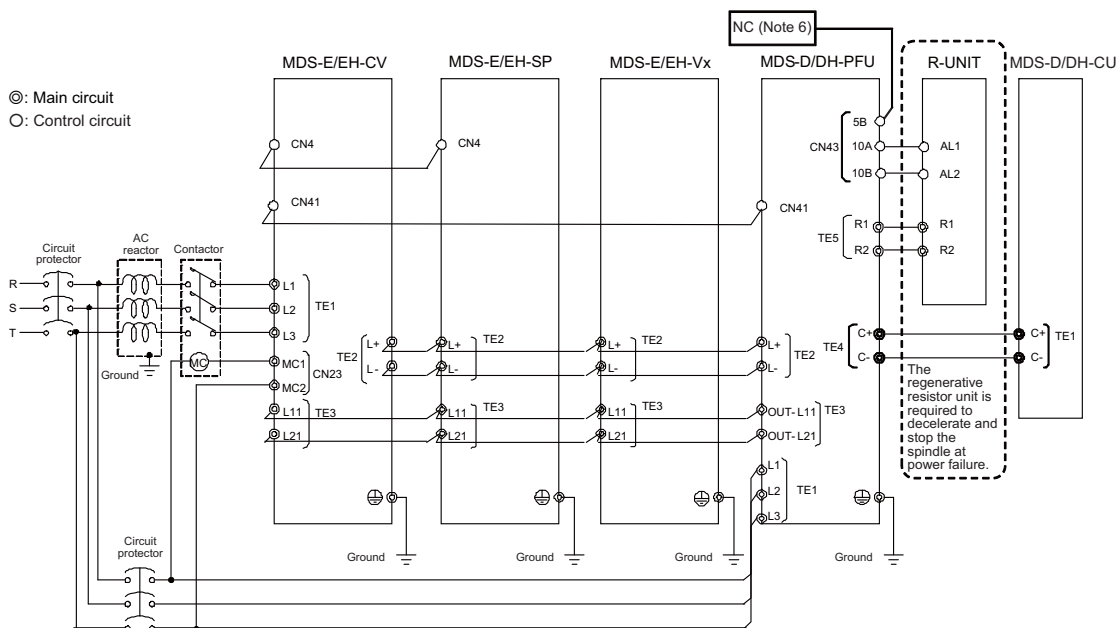 NC (Note 6)
MDS-E/EH-CV
MDS-E/EH-SP
MDS-E/EH-Vx
MDS-D/DH-PFU
R-UNIT
MDS-D/DH-CU
◎: Main circuit
○: Control circuit
CN4
CN4
CN43
5B
10A
10B
AL1
AL2
CN41
CN41
TE5
R1
R2
R1
R2
Circuit
protector
AC
reactor
Contactor
R
S
T
L1
L2
L3
TE1
Ground
MC
MC1
MC2
CN23
TE2
L+
L-
L+
L-
TE2
L+
L-
TE2
L+
L-
TE2
TE4
C+
C-
C+
C-
TE1
L11
L21
TE3
L11
L21
TE3
L11
L21
TE3
OUT-L11
OUT-L21
TE3
The
regenerative
resistor unit is
required to
decelerate and
stop the
spindle at
power failure.
L1
L2
L3
TE1
Ground
Ground
Ground
Ground
Circuit
protector